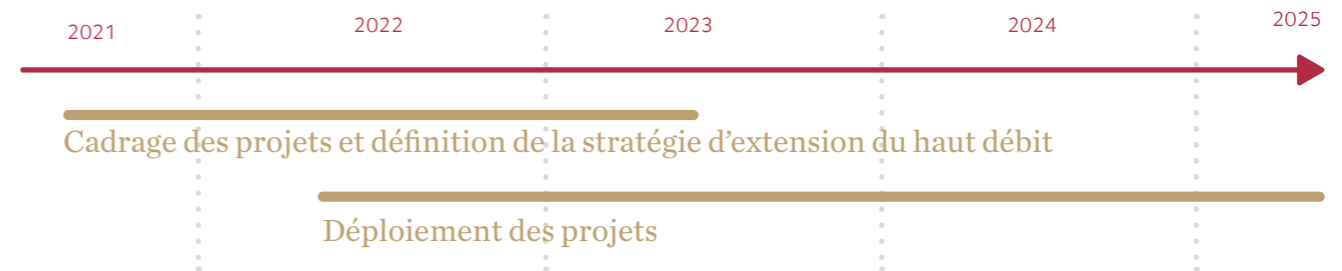 2021 2022 2023 2024 2025
Cadrage des projets et définition de la stratégie d’extension du haut débit
Déploiement des projets